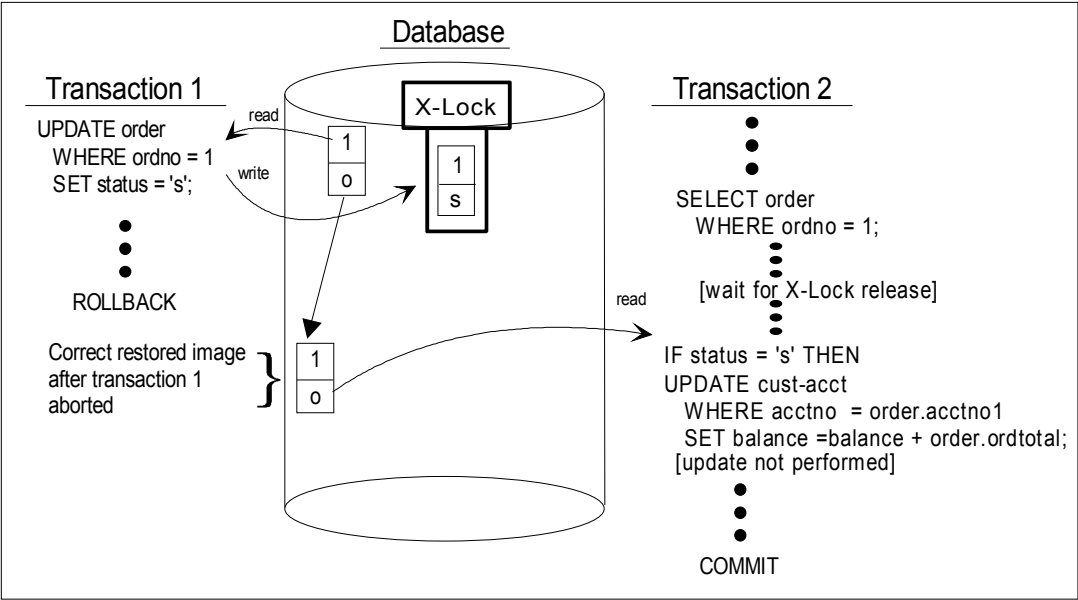 Database
Transaction 1
UPDATE order
WHERE ordno = 1
SET status = 's';
ROLLBACK
Correct restored image
after transaction 1
aborted
read
write
1
o
X-Lock
1
s
1
o
read
Transaction 2
SELECT order
WHERE ordno = 1;
[wait for X-Lock release]
IF status = 's' THEN
UPDATE cust-acct
WHERE acctno = order.acctno1
SET balance =balance + order.ordtotal;
[update not performed]
COMMIT